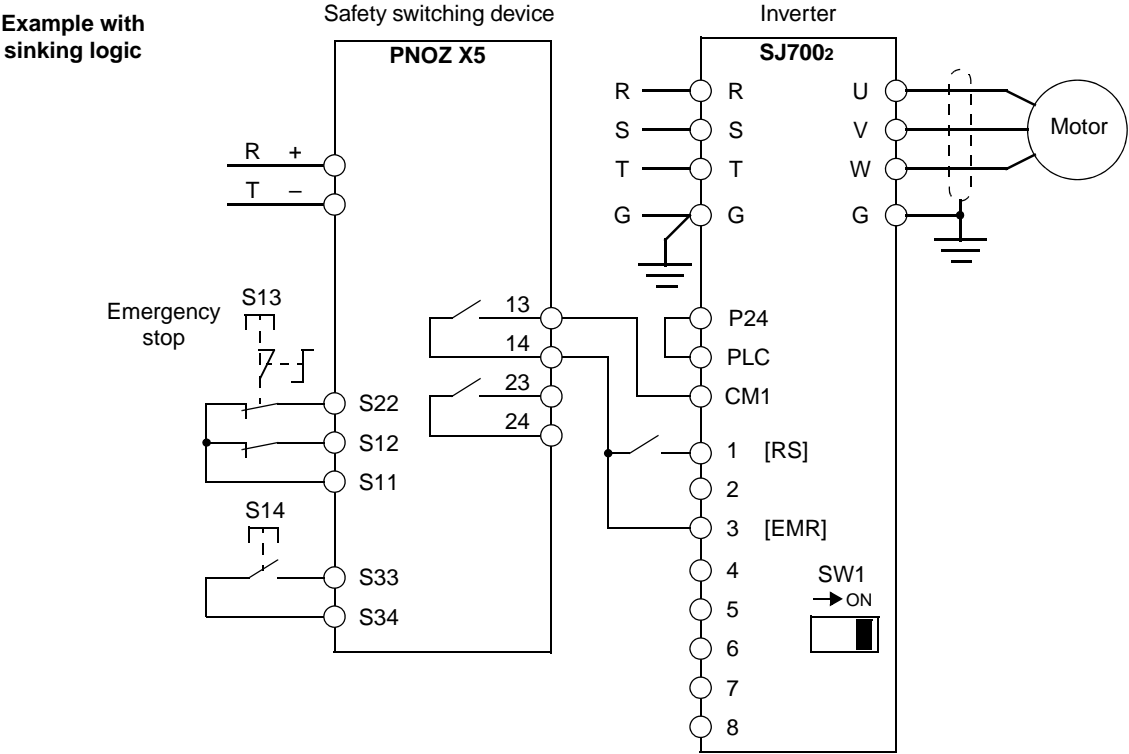 Example with
sinking logic
Safety switching device
PNOZ X5
R +
T –
Emergency
stop
S13
S22
S12
S11
S14
S33
S34
13
14
23
24
Inverter
SJ7002
R R
S S
T T
G G
U
V
W
G
Motor
P24
PLC
CM1
1 [RS]
2
3 [EMR]
4
5
6
7
8
SW1
ON